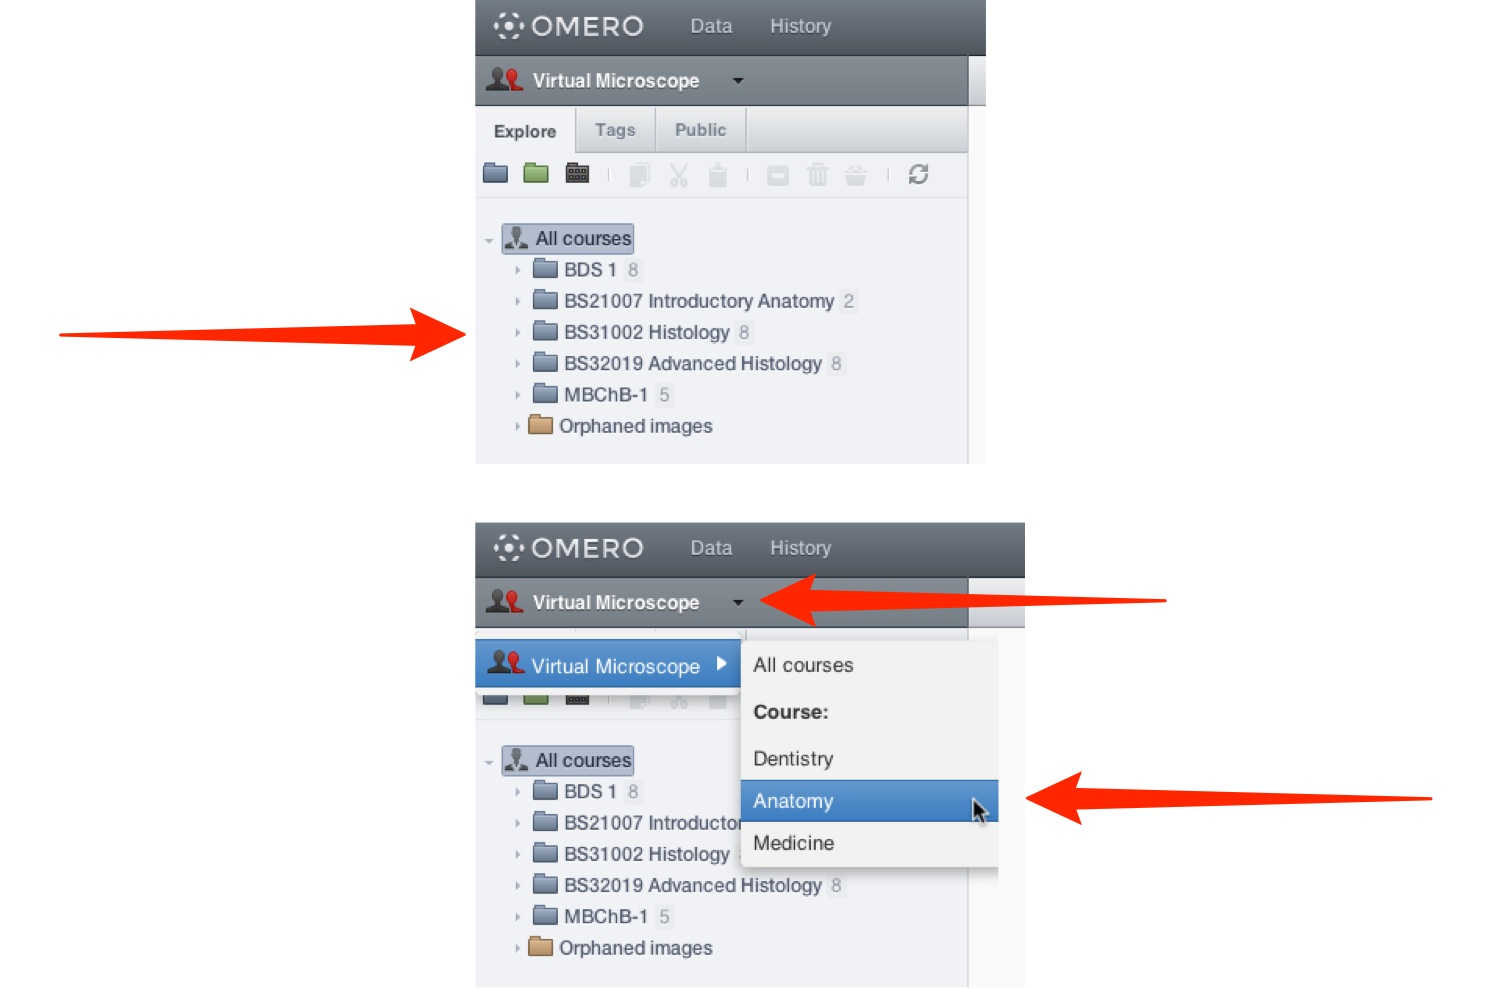 OMERO Data History
Virtual Microscope
Explore Tags Public
All courses
BDS 1 8
BS21007 Introductory Anatomy 2
BS31002 Histology 8
BS32019 Advanced Histology 8
MBChB-1 5
Orphaned images
OMERO Data History
Virtual Microscope
Virtual Microscope
All courses
Course:
Dentistry
Anatomy
Medicine
All courses
BDS 1 8
BS21007 Introductor
BS31002 Histology
BS32019 Advanced Histology 8
MBChB-1 5
Orphaned images